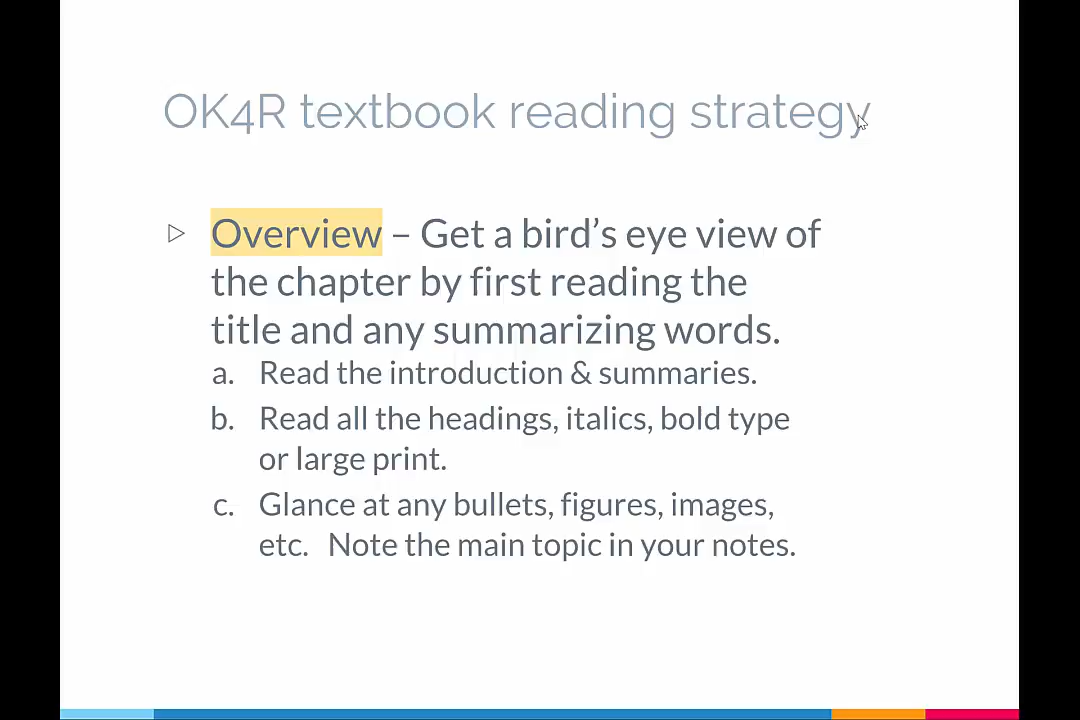 OK4R textbook reading strategy
▷ Overview – Get a bird’s eye view of
the chapter by first reading the
title and any summarizing words.
a. Read the introduction & summaries.
b. Read all the headings, italics, bold type
or large print.
c. Glance at any bullets, figures, images,
etc. Note the main topic in your notes.